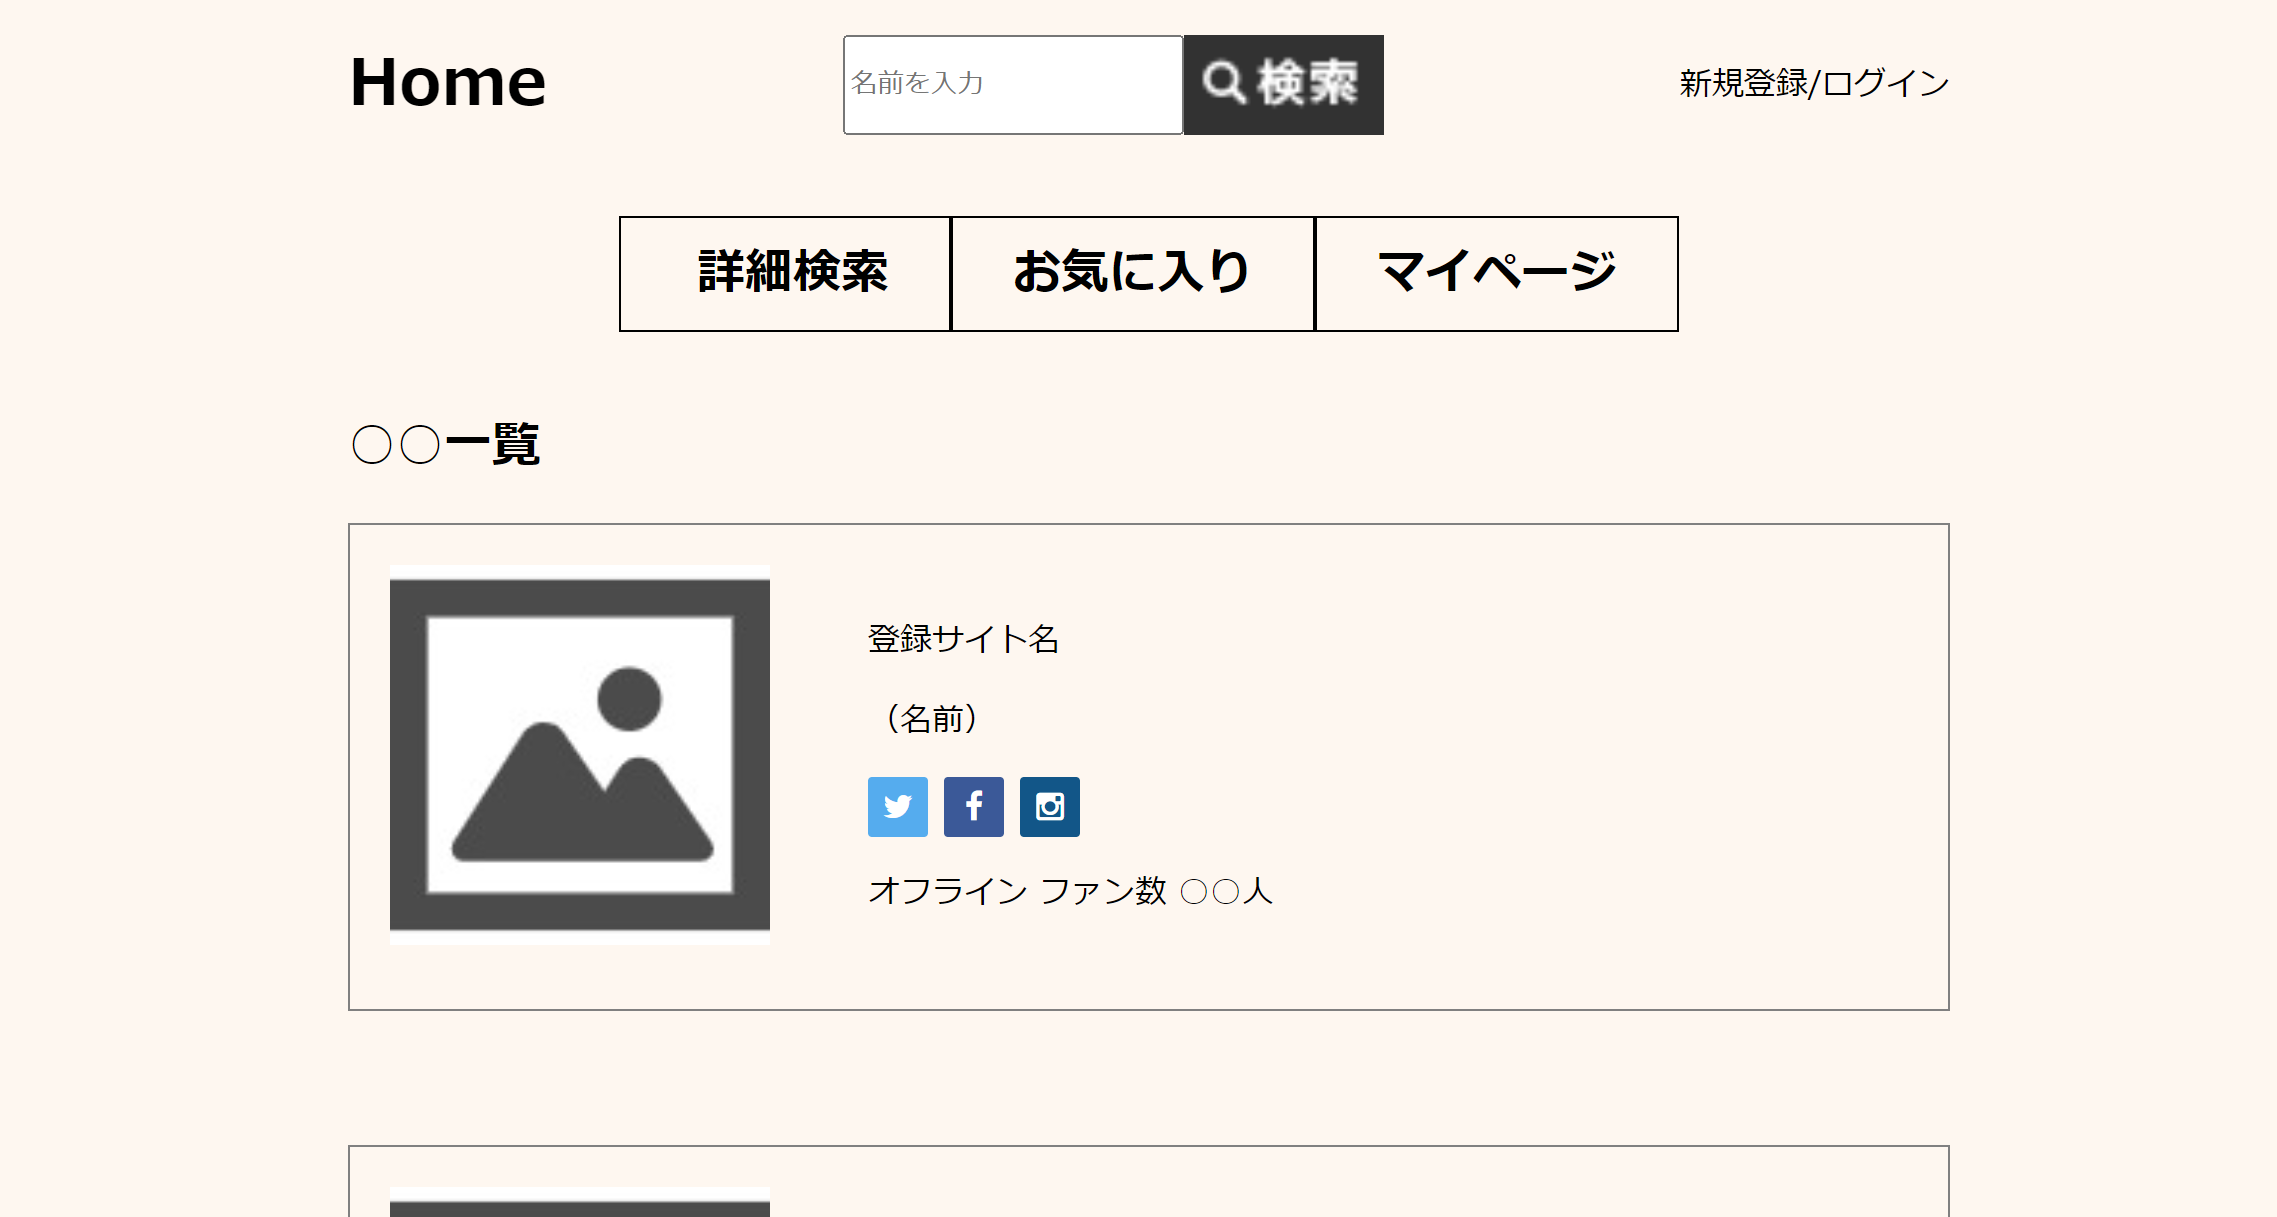 Home
名前を入力
検索
新規登録/ログイン
詳細検索
お気に入り
マイページ
○○一覧
登録サイト名
（名前）
オフライン ファン数 ○○人